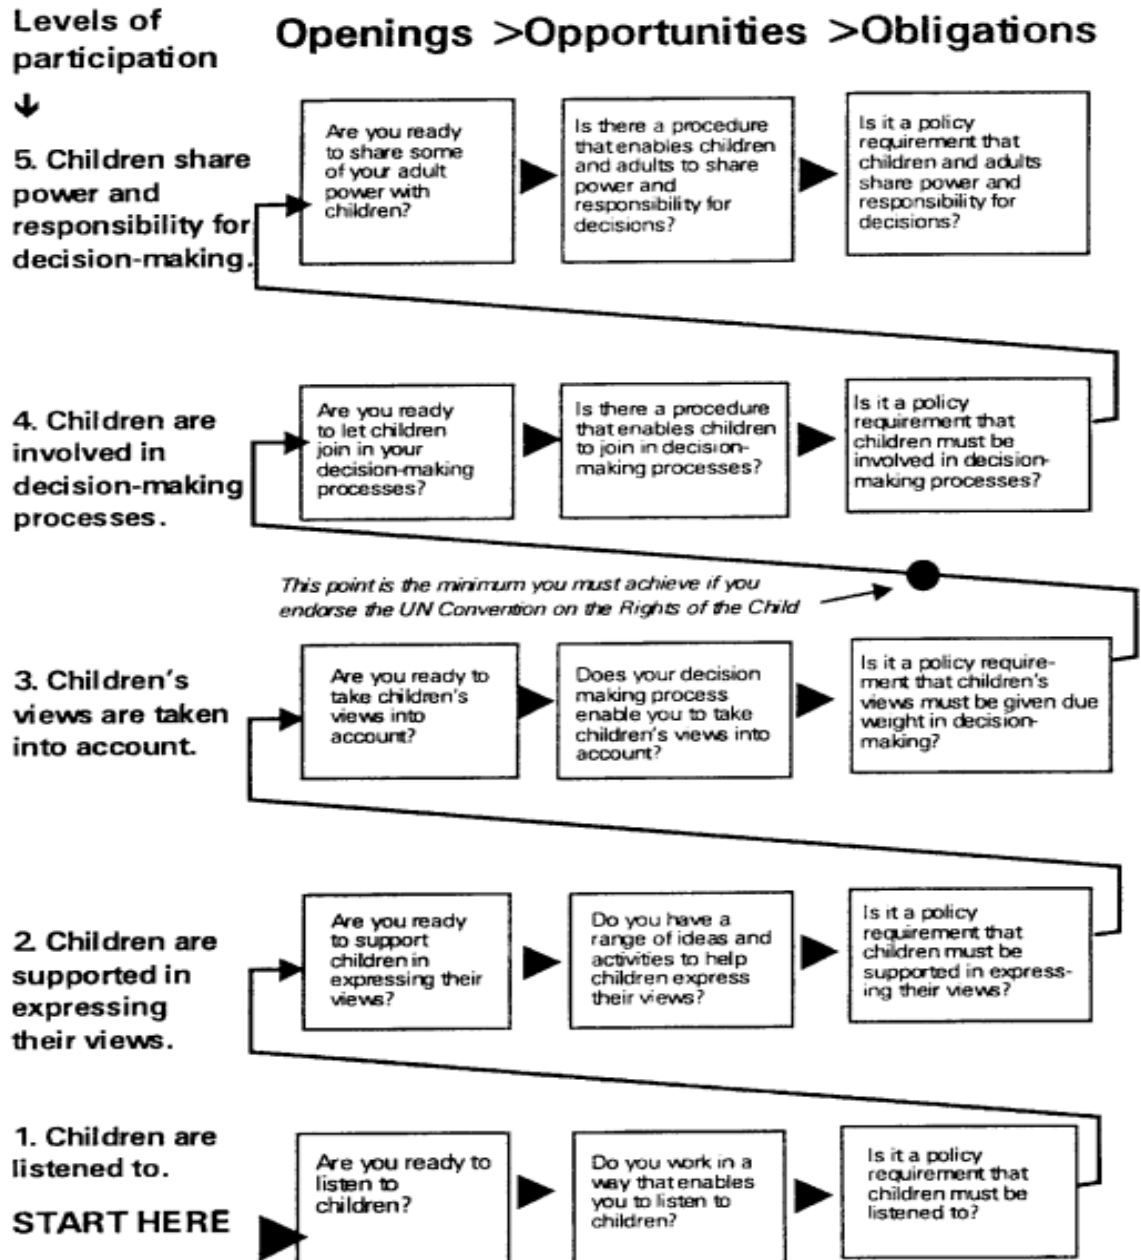 Levels of
participation
Openings >Opportunities >Obligations
5. Children share
power and
responsibility for
decision-making.
Are you ready
to share some
of your adult
power with
children?
Is there a procedure
that enables children
and adults to share
power and
responsibility for
decisions?
Is it a policy
requirement that
children and adults
share power and
responsibility for
decisions?
4. Children are
involved in
decision-making
processes.
Are you ready
to let children
join in your
decision-making
processes?
Is there a procedure
that enables children
to join in decision-
making processes?
Is it a policy
requirement that
children must be
involved in decision-
making processes?
This point is the minimum you must achieve if you
endorse the UN Convention on the Rights of the Child
3. Children's
views are taken
into account.
Are you ready to
take children's
views into
account?
Does your decision
making process
enable you to take
children's views into
account?
Is it a policy require-
ment that children's
views must be given due
weight in decision-
making?
2. Children are
supported in
expressing
their views.
Are you ready
to support
children in
expressing their
views?
Do you have a
range of ideas and
activities to help
children express
their views?
Is it a policy
requirement that
children must be
supported in express-
ing their views?
1. Children are
listened to.
START HERE
Are you ready to
listen to
children?
Do you work in a
way that enables
you to listen to
children?
Is it a policy
requirement that
children must be
listened to?